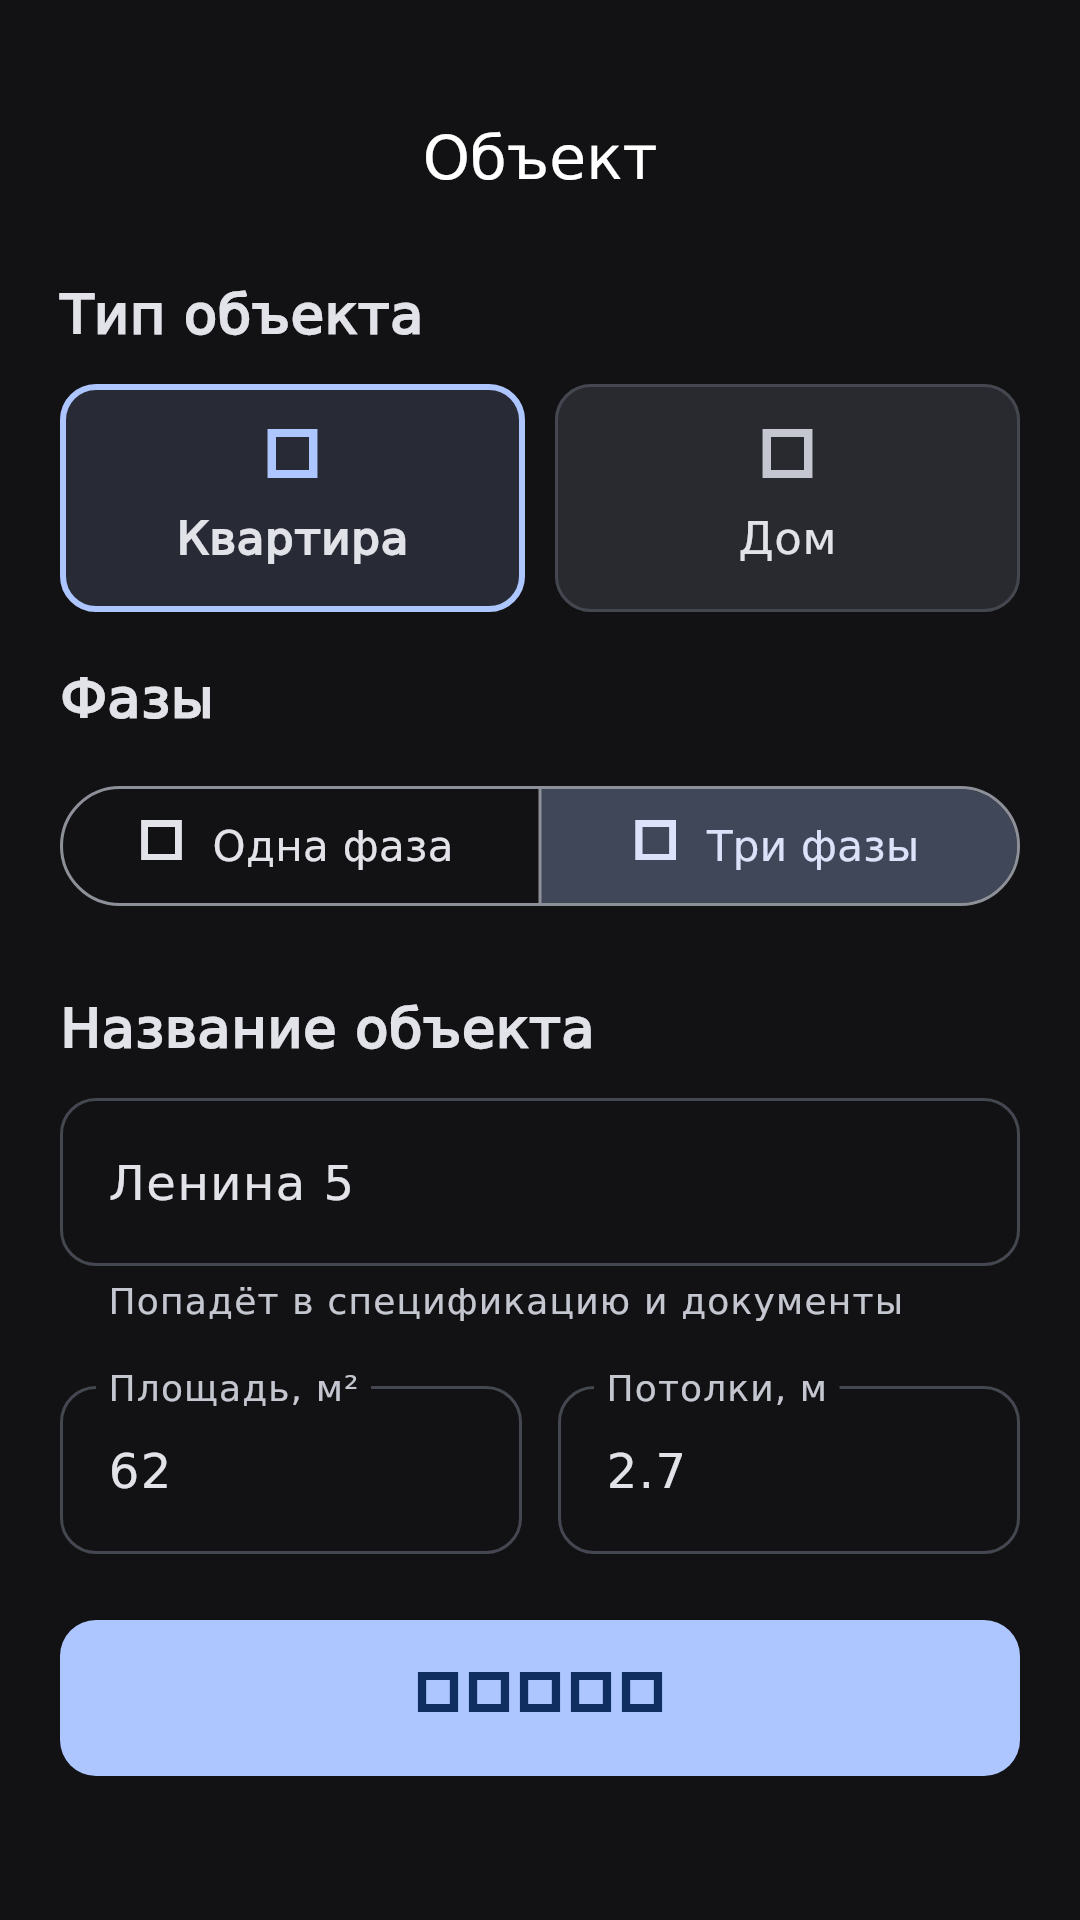 Объект
Тип объекта
Квартира
Дом
Фазы
Одна фаза
Три фазы
Название объекта
Ленина 5
Попадёт в спецификацию и документы
Площадь, м²
Потолки, м
62
2.7